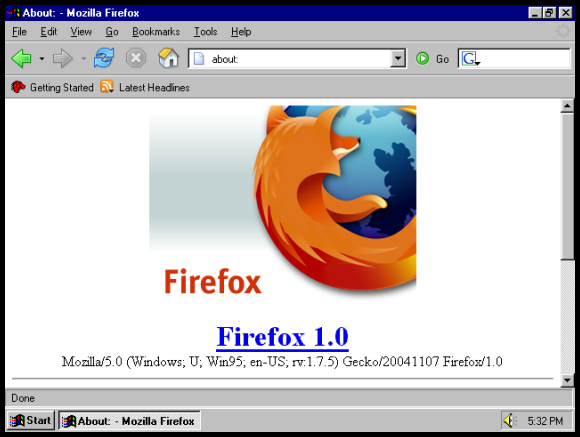 About: - Mozilla Firefox
File Edit View Go Bookmarks Tools Help
about: Go G
Getting Started Latest Headlines
Firefox
Firefox 1.0
Mozilla/5.0 (Windows; U; Win95; en-US; rv:1.7.5) Gecko/20041107 Firefox/1.0
Done
Start About: - Mozilla Firefox 5:32 PM